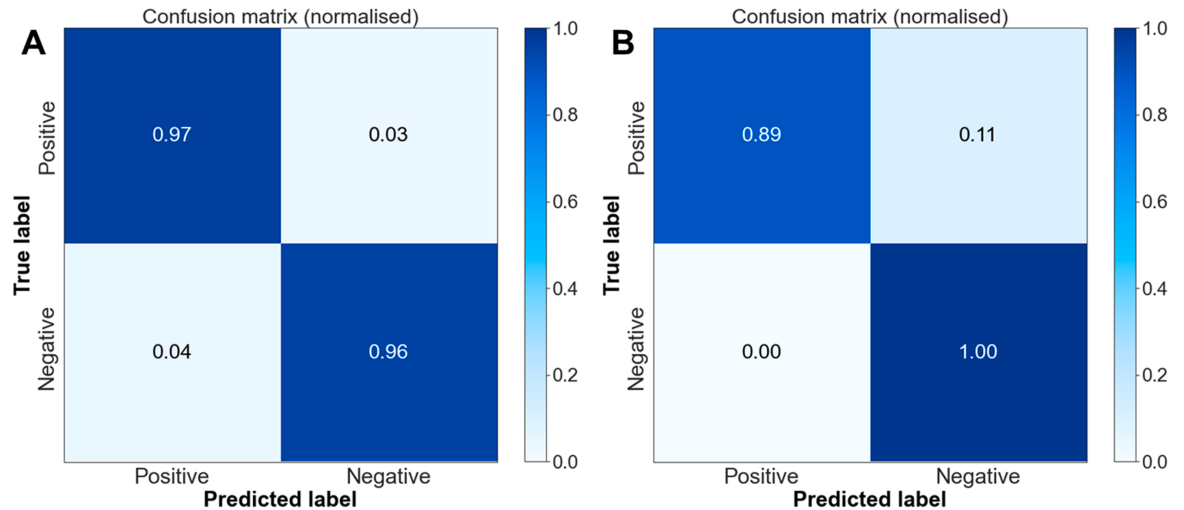 A
Confusion matrix (normalised)
True label
Positive
Negative
0.97
0.03
0.04
0.96
Positive
Negative
Predicted label
1.0
0.8
0.6
0.4
0.2
0.0
B
Confusion matrix (normalised)
True label
Positive
Negative
0.89
0.11
0.00
1.00
Positive
Negative
Predicted label
1.0
0.8
0.6
0.4
0.2
0.0